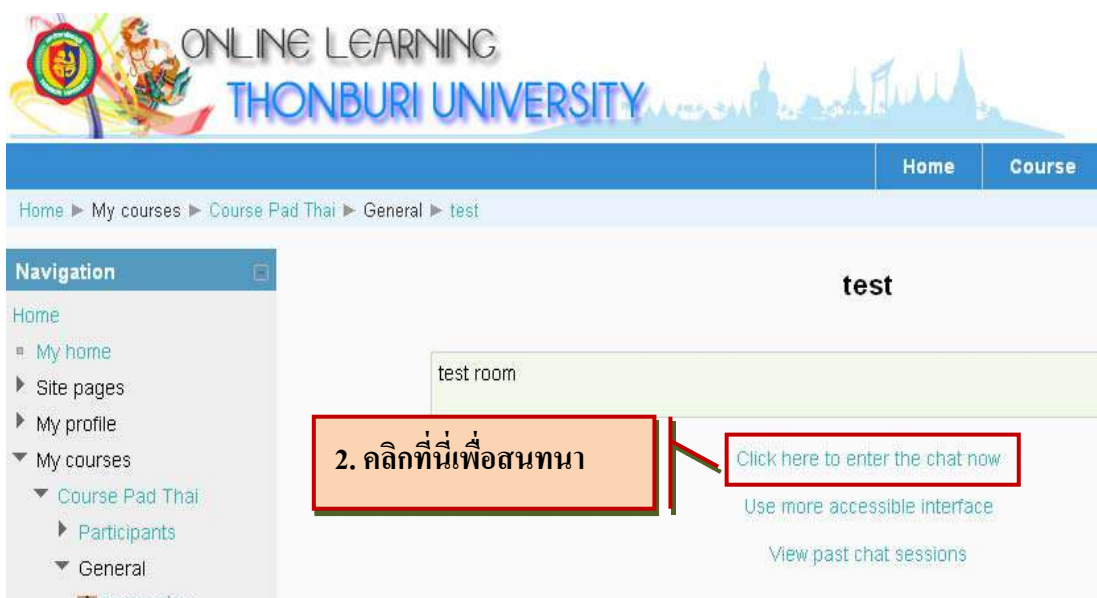 ONLINE LEARNING
THONBURI UNIVERSITY
Home Course
Home ► My courses ► Course Pad Thai ► General ► test
Navigation
Home
My home
Site pages
My profile
My courses
Course Pad Thai
Participants
General
test
test room
2. คลิกที่นี่เพื่อสนทนา
Click here to enter the chat now
Use more accessible interface
View past chat sessions